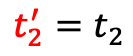 t₂′ = t₂